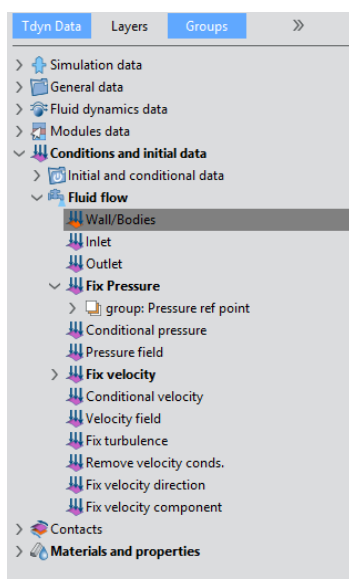 Tdyn Data Layers Groups »
Simulation data
General data
Fluid dynamics data
Modules data
Conditions and initial data
Initial and conditional data
Fluid flow
Wall/Bodies
Inlet
Outlet
Fix Pressure
group: Pressure ref point
Conditional pressure
Pressure field
Fix velocity
Conditional velocity
Velocity field
Fix turbulence
Remove velocity conds.
Fix velocity direction
Fix velocity component
Contacts
Materials and properties